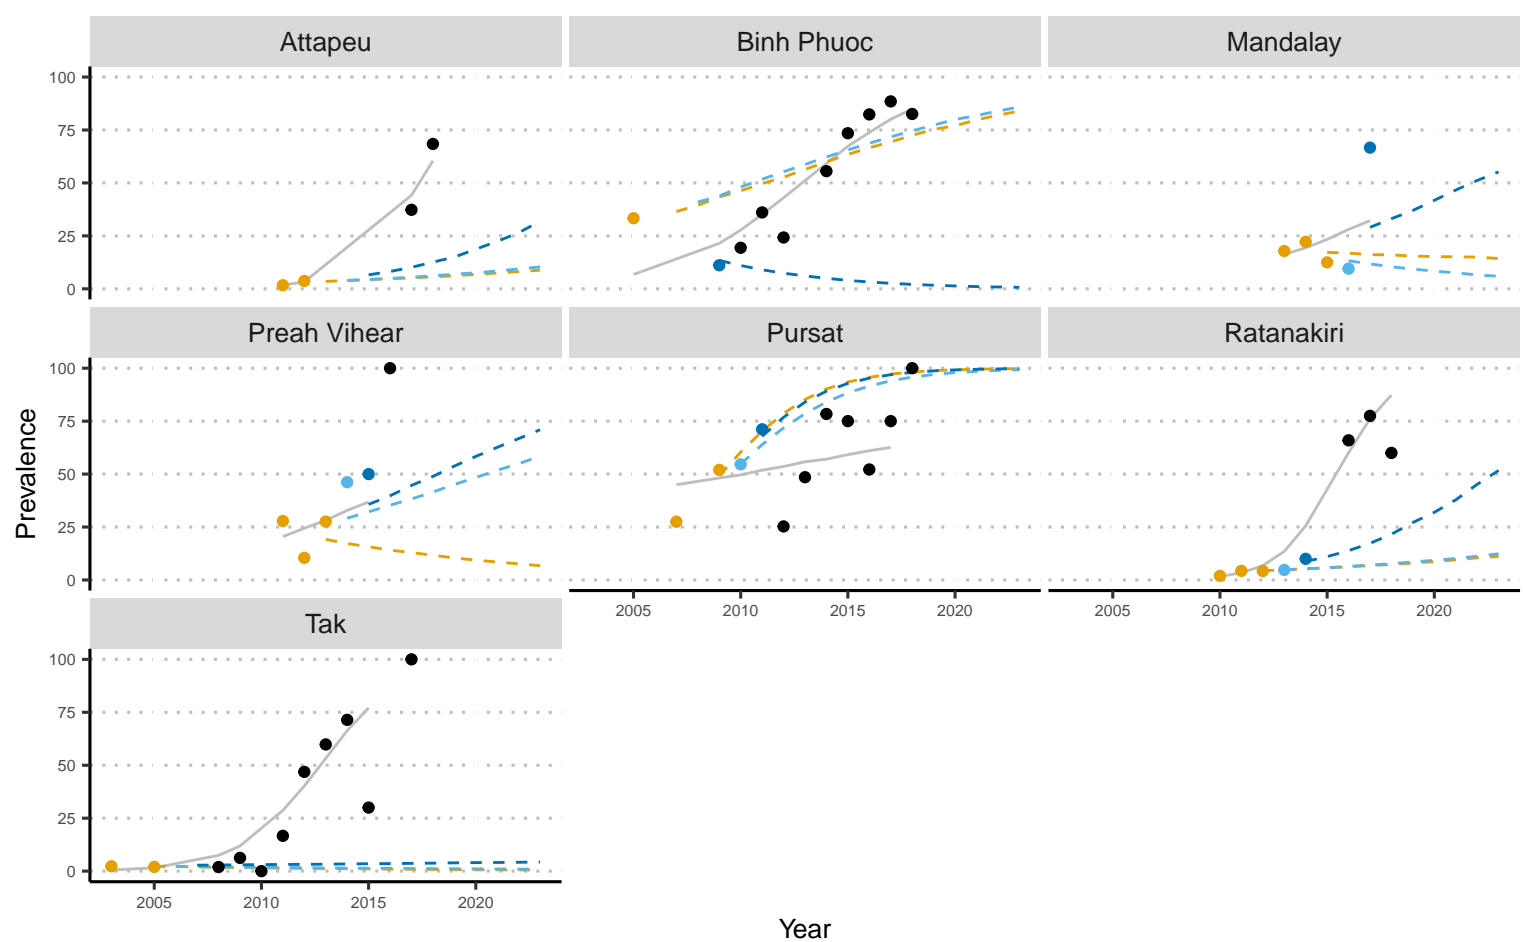 Attapeu Binh Phuoc Mandalay
100
75
50
25
0
Preah Vihear Pursat Ratanakiri
100
75
50
25
0
2005 2010 2015 2020 2005 2010 2015 2020
Prevalence
Tak
100
75
50
25
0
2005 2010 2015 2020
Year